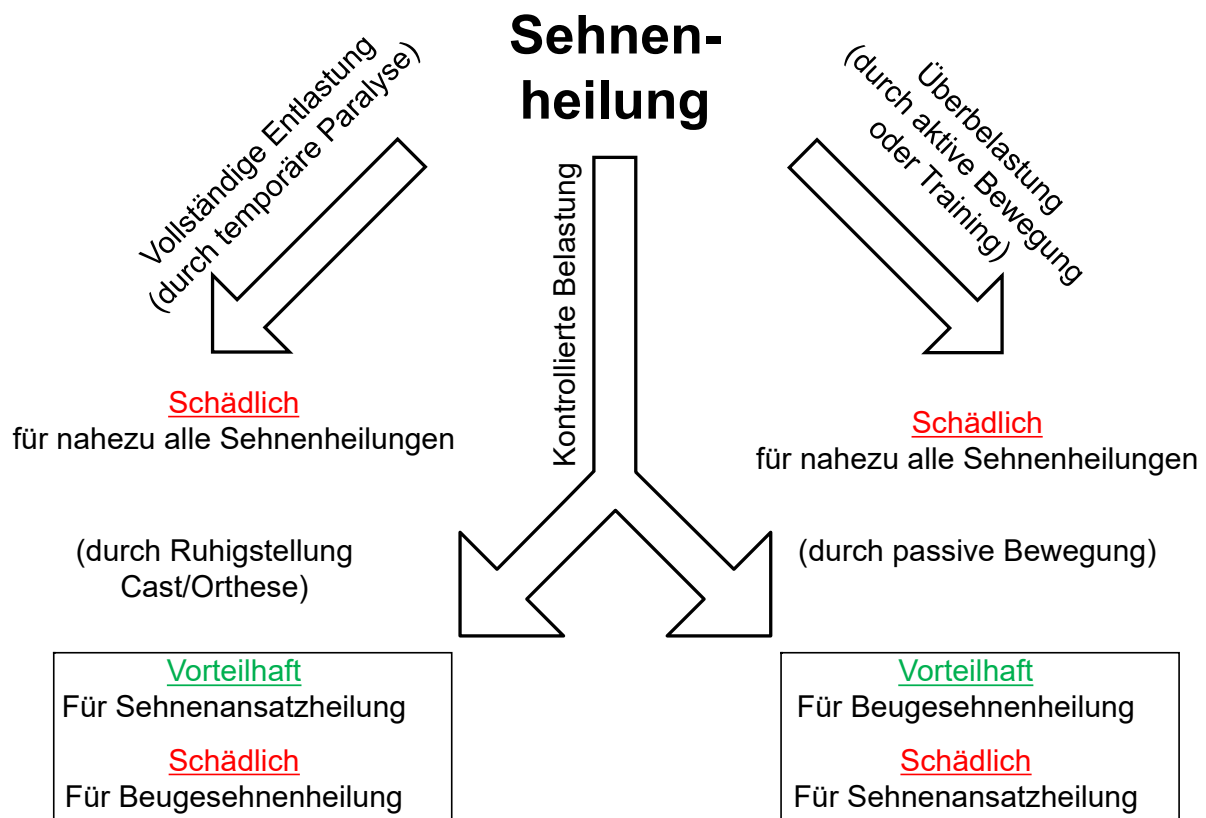 Sehnen-
heilung
Vollständige Entlastung
(durch temporäre Paralyse)
Kontrollierte Belastung
Überbelastung
(durch aktive Bewegung
oder Training)
Schädlich
für nahezu alle Sehnenheilungen
Schädlich
für nahezu alle Sehnenheilungen
(durch Ruhigstellung
Cast/Orthese)
(durch passive Bewegung)
Vorteilhaft
Für Sehnenansatzheilung
Schädlich
Für Beugesehnenheilung
Vorteilhaft
Für Beugesehnenheilung
Schädlich
Für Sehnenansatzheilung